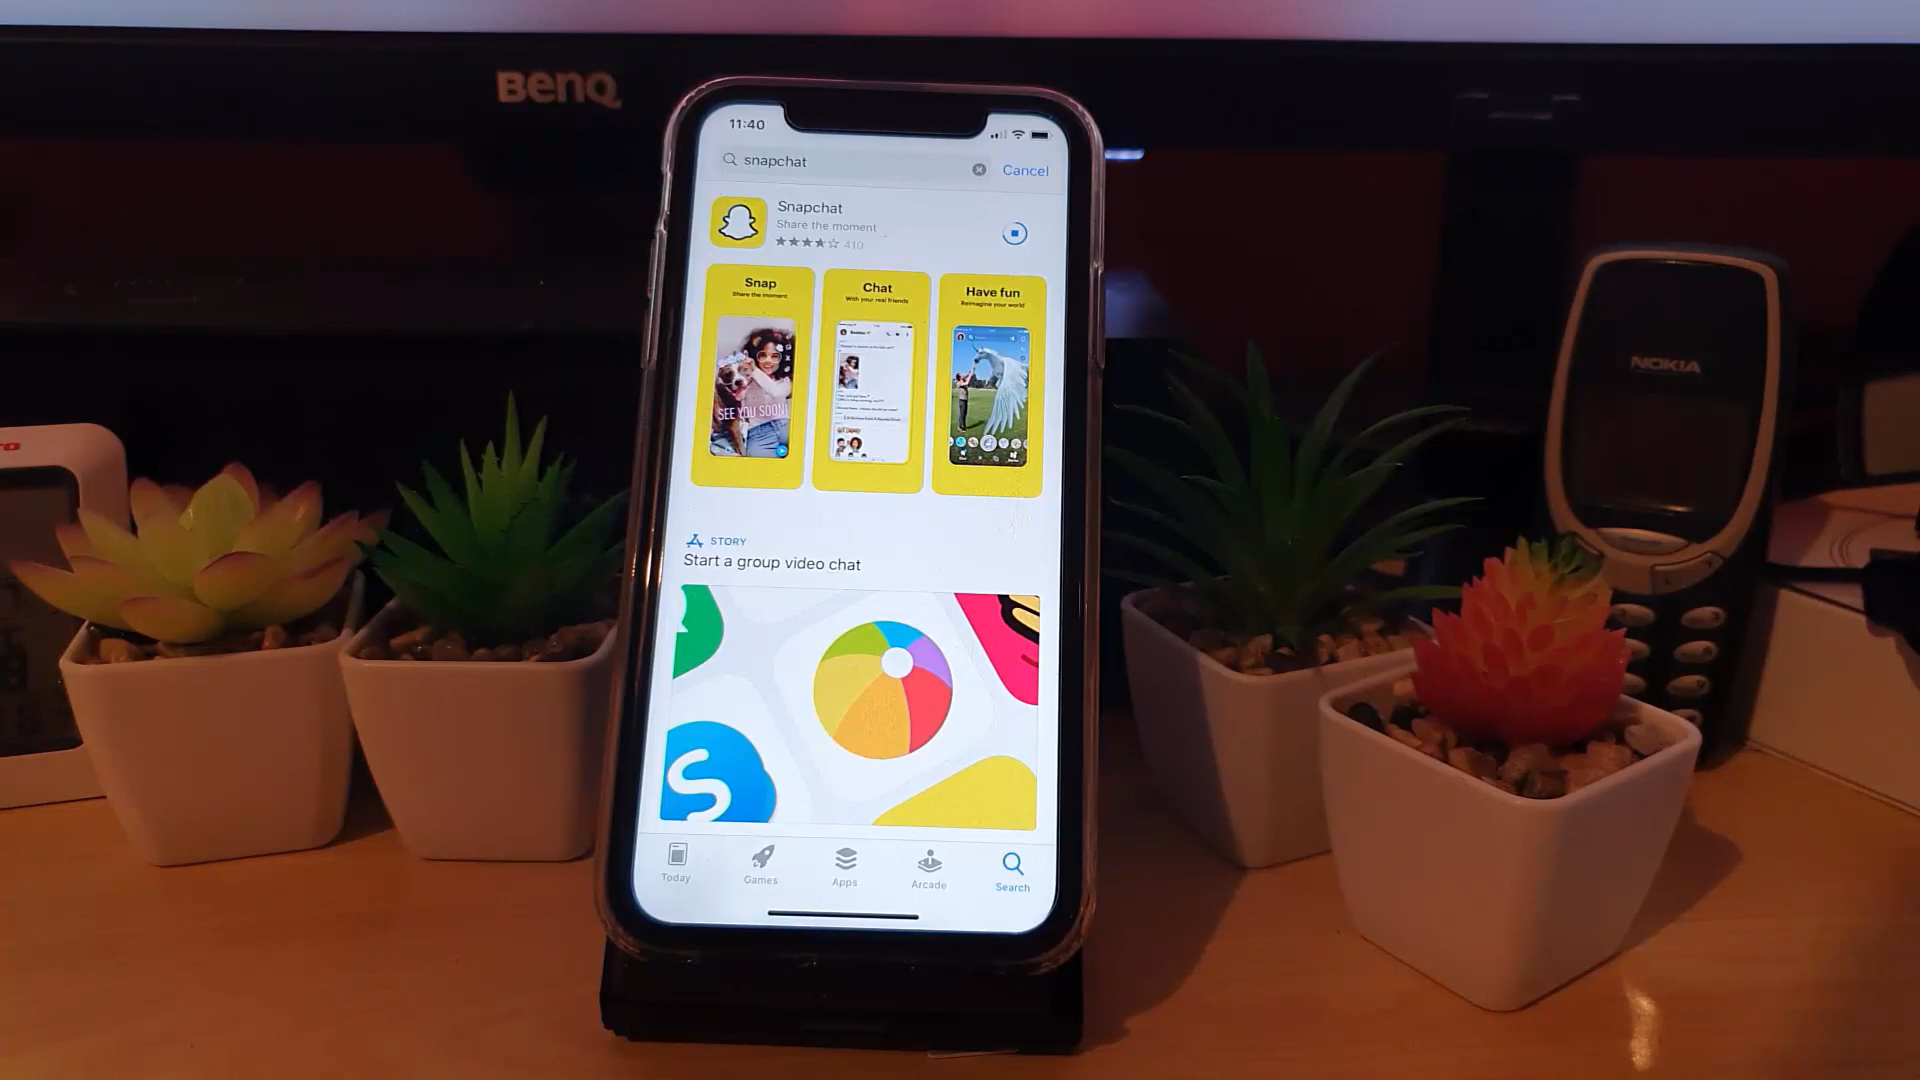 BenQ
11:40
snapchat
Cancel
Snapchat
Share the moment
410
Snap
Share the moment
Chat
With your real friends
Have fun
Reimagine your world
SEE YOU SOON!
STORY
Start a group video chat
S
Today
Games
Apps
Arcade
Search
NOKIA